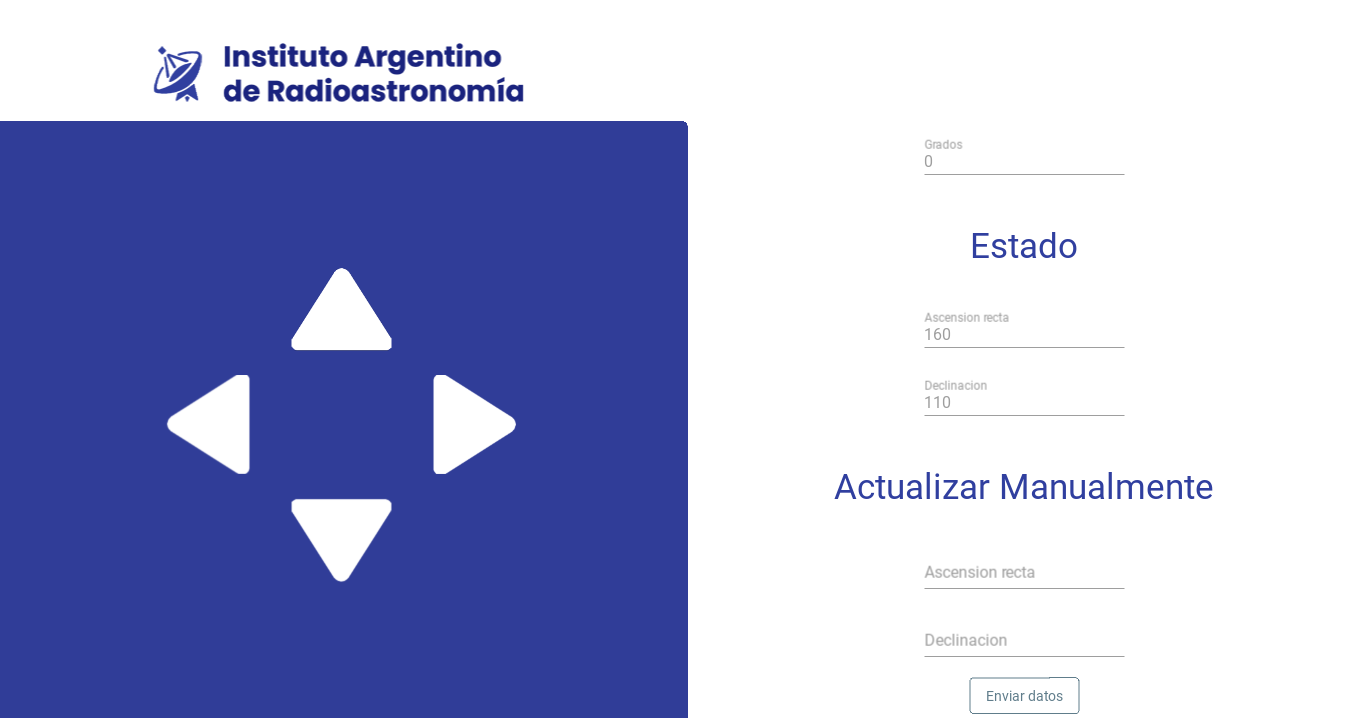 Instituto Argentino
de Radioastronomía
Grados
0
Estado
Ascension recta
160
Declinacion
110
Actualizar Manualmente
Ascension recta
Declinacion
Enviar datos